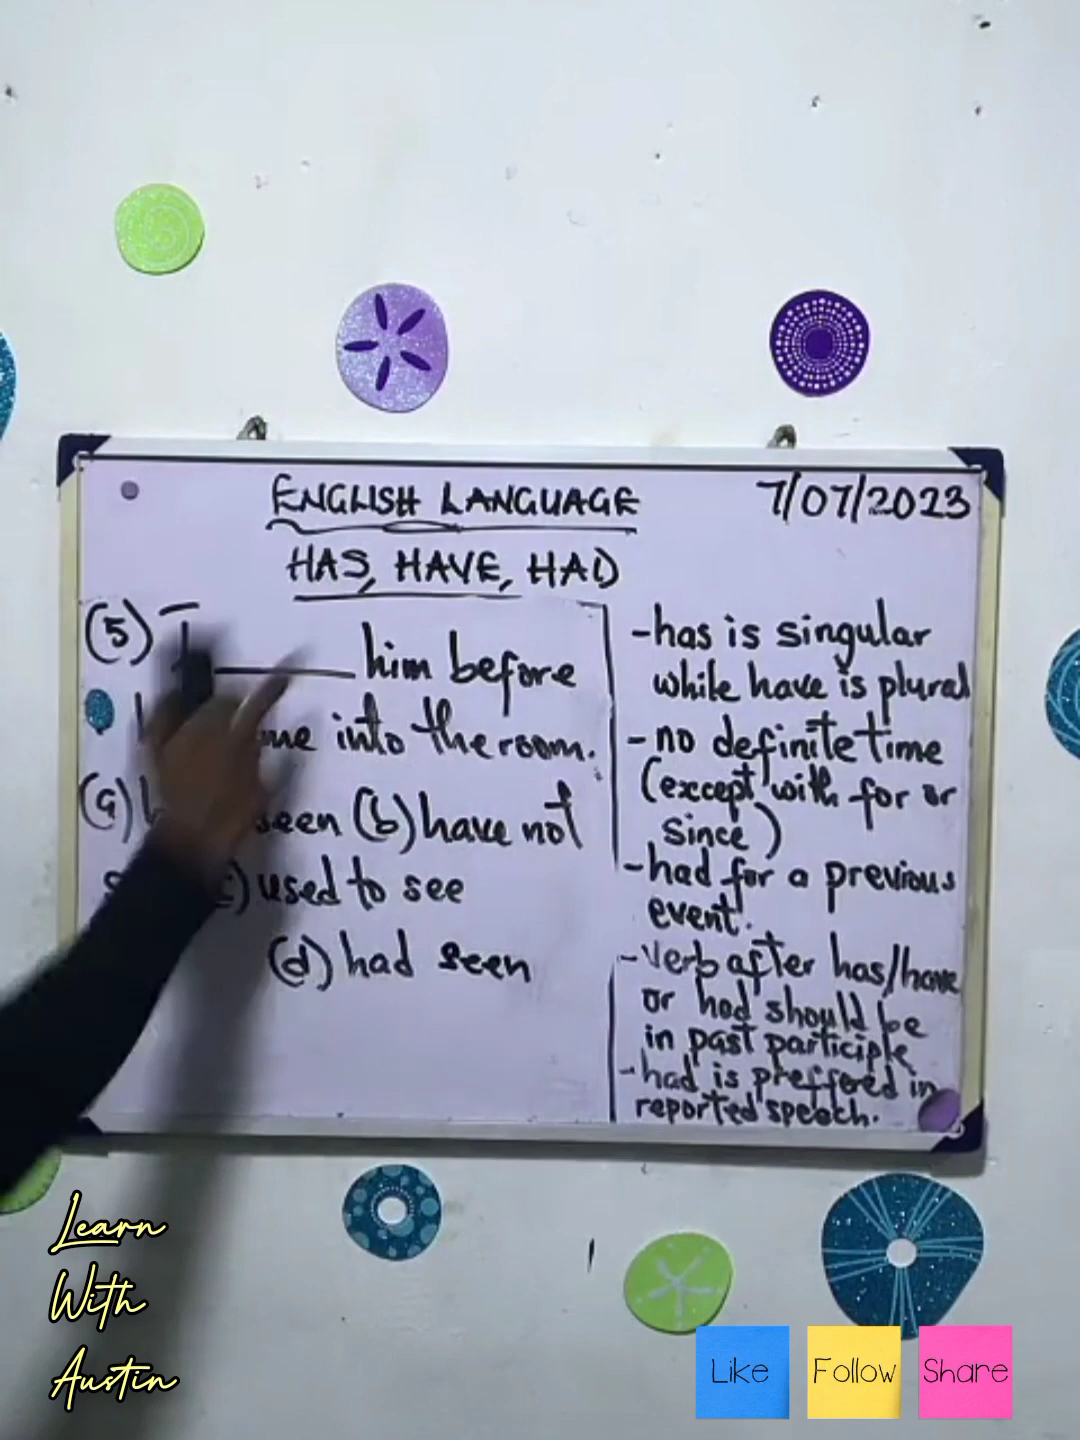 ENGLISH LANGUAGE
7/07/2023
HAS, HAVE, HAD
(5) I ______ him before
me into the room.
(a) seen (b) have not
used to see
(d) had seen
-has is singular
while have is plural
-no definite time
(except with for or
since)
-had for a previous
event.
-verb after has/have
or had should be
in past participle
-had is preffered in
reported speech.
Learn
With
Austin
Like
Follow
Share